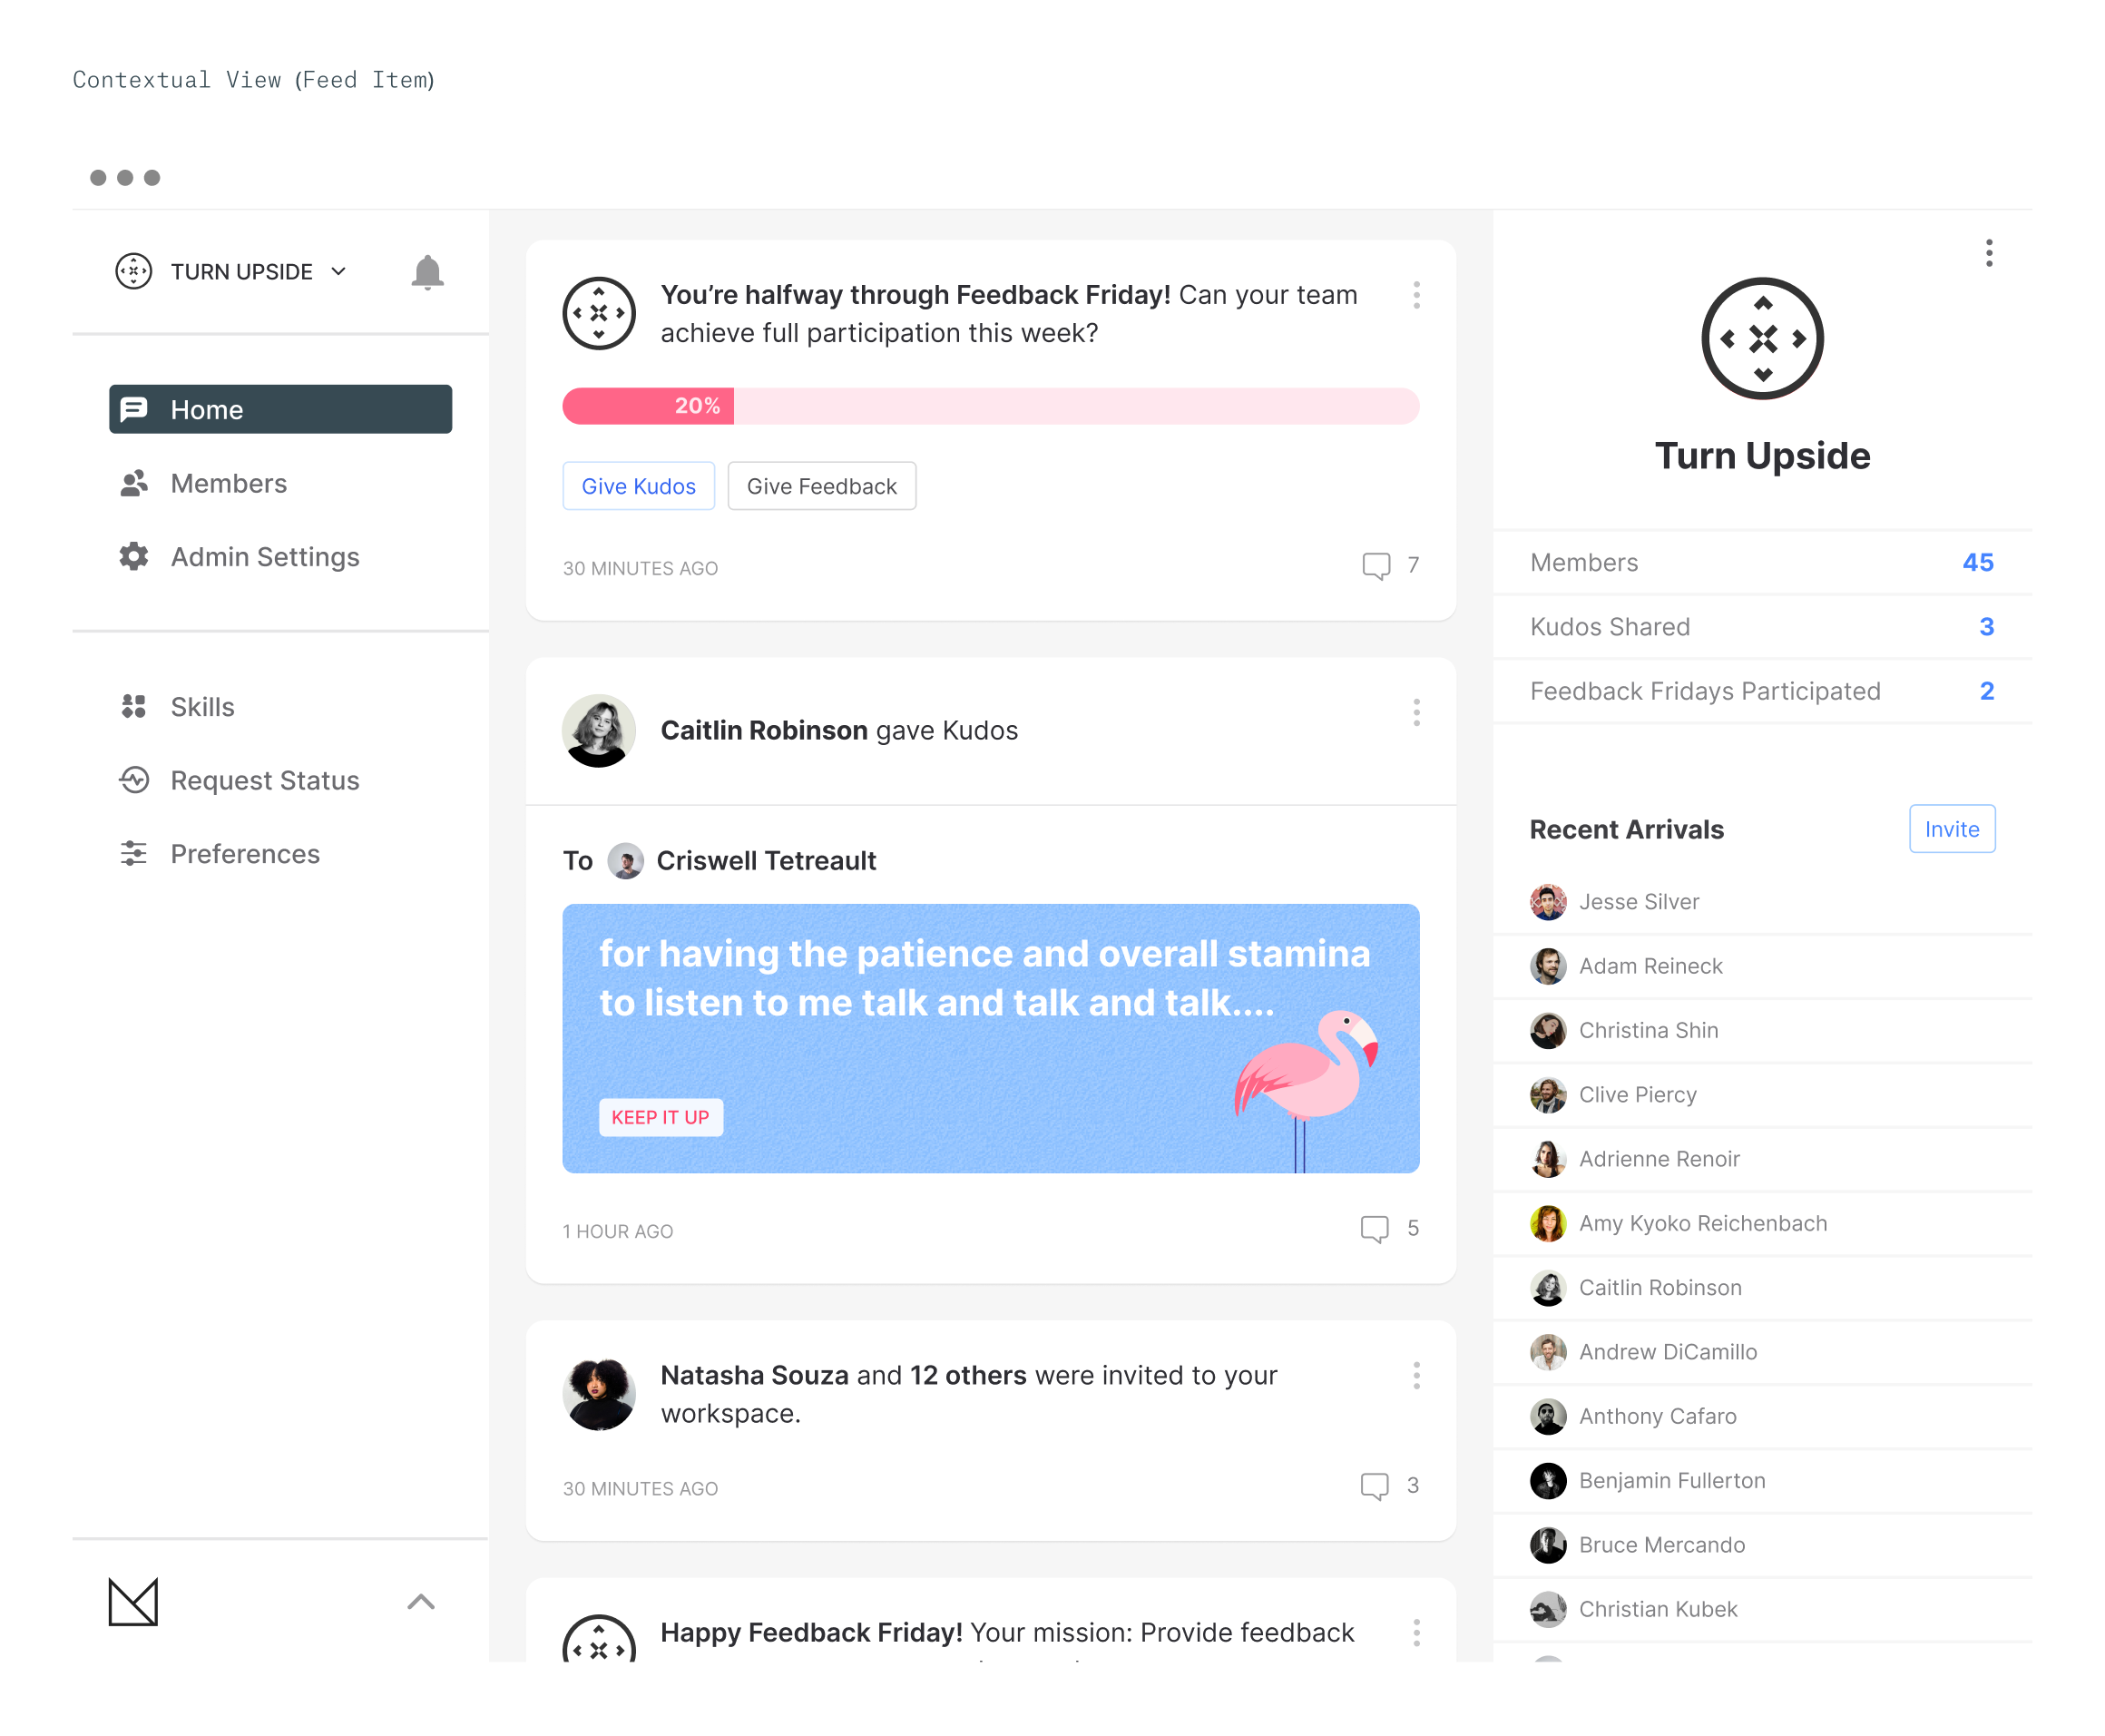 Contextual View (Feed Item)
TURN UPSIDE
Home
Members
Admin Settings
Skills
Request Status
Preferences
You’re halfway through Feedback Friday! Can your team
achieve full participation this week?
20%
Give Kudos
Give Feedback
30 MINUTES AGO
7
Caitlin Robinson gave Kudos
To Criswell Tetreault
for having the patience and overall stamina
to listen to me talk and talk and talk....
KEEP IT UP
1 HOUR AGO
5
Natasha Souza and 12 others were invited to your
workspace.
30 MINUTES AGO
3
Happy Feedback Friday! Your mission: Provide feedback
Turn Upside
Members 45
Kudos Shared 3
Feedback Fridays Participated 2
Recent Arrivals
Invite
Jesse Silver
Adam Reineck
Christina Shin
Clive Piercy
Adrienne Renoir
Amy Kyoko Reichenbach
Caitlin Robinson
Andrew DiCamillo
Anthony Cafaro
Benjamin Fullerton
Bruce Mercando
Christian Kubek